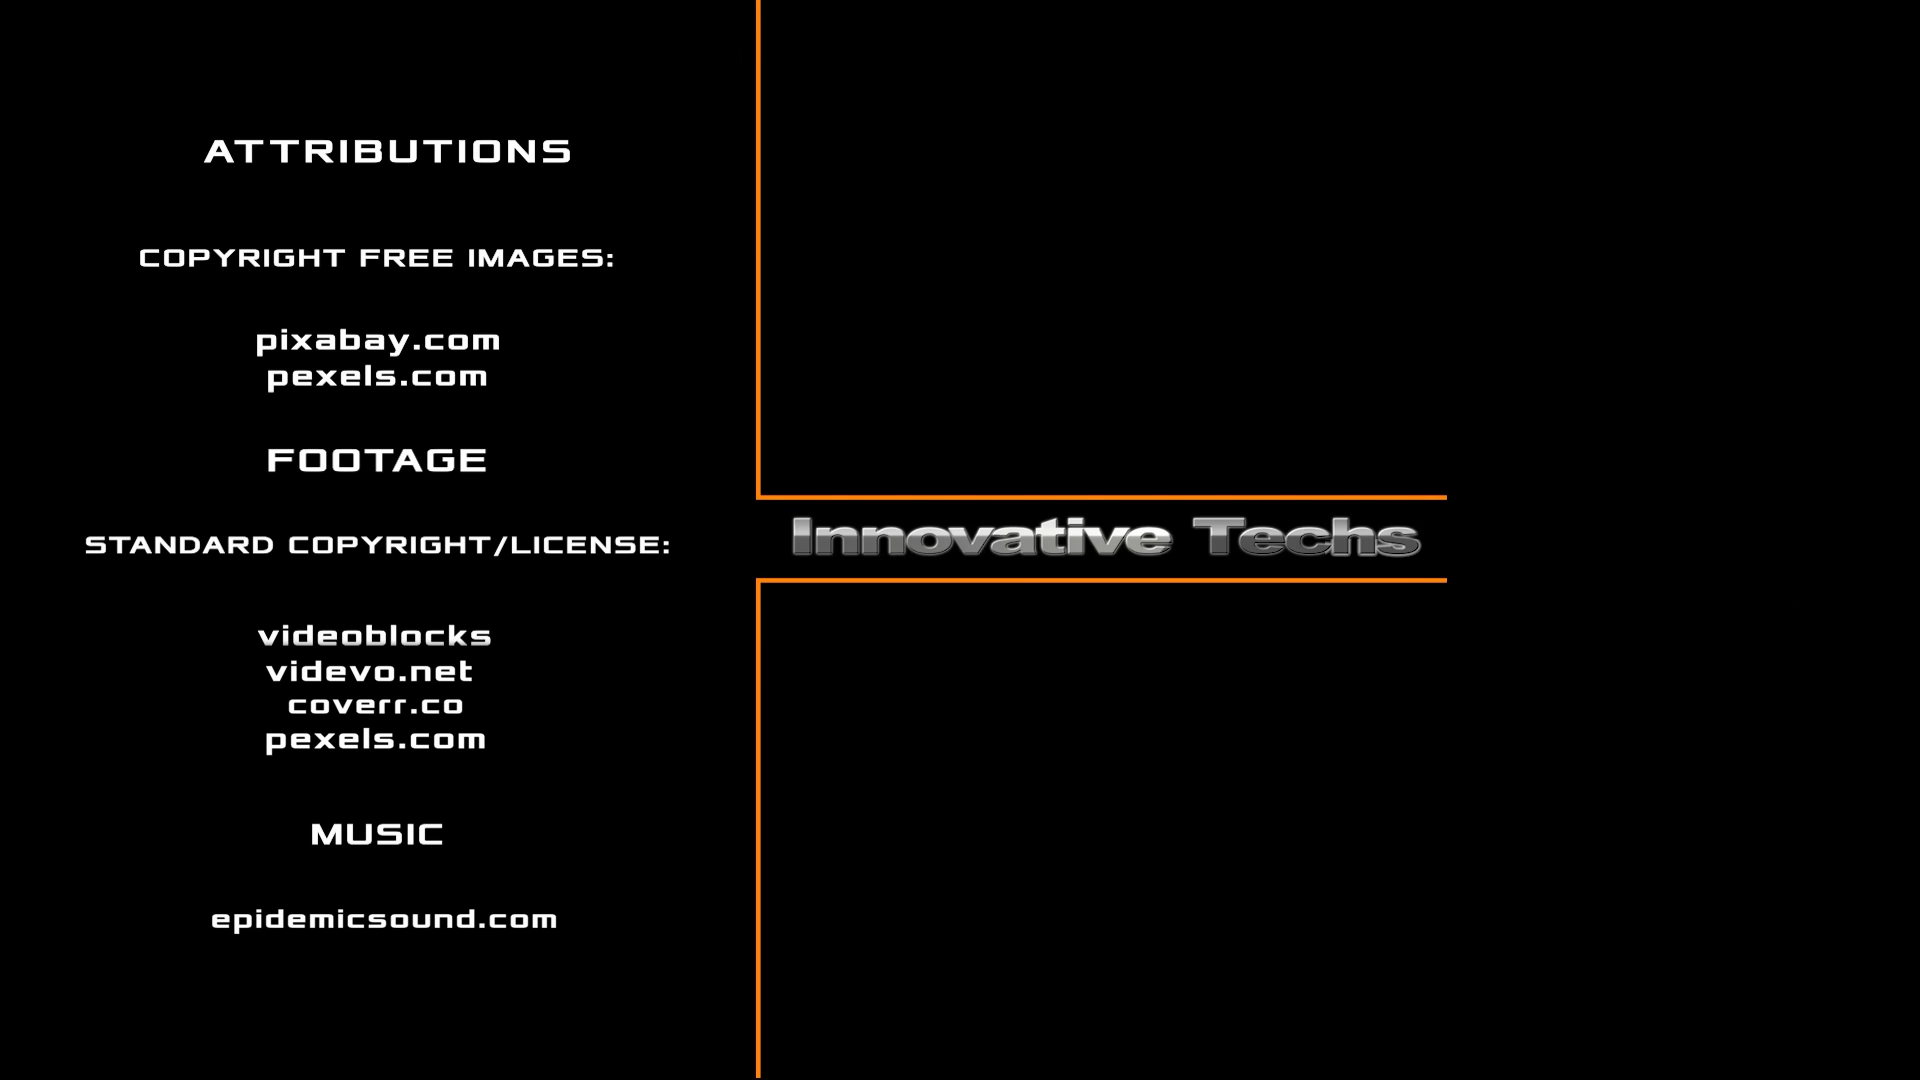 ATTRIBUTIONS
COPYRIGHT FREE IMAGES:
pixabay.com
pexels.com
FOOTAGE
STANDARD COPYRIGHT/LICENSE:
videoblocks
videvo.net
coverr.co
pexels.com
MUSIC
epidemicsound.com
Innovative Techs